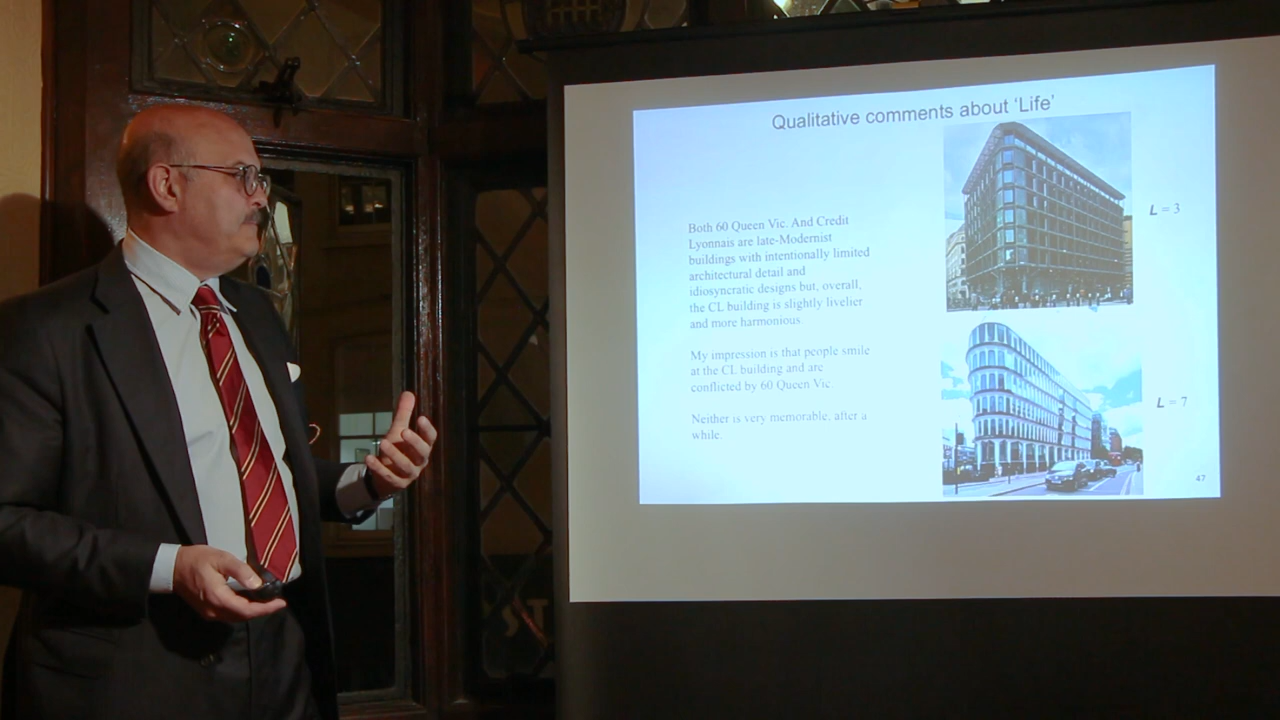 Qualitative comments about ‘Life’
Both 60 Queen Vic. And Credit
Lyonnais are late-Modernist
buildings with intentionally limited
architectural detail and
idiosyncratic designs but, overall,
the CL building is slightly livelier
and more harmonious.
My impression is that people smile
at the CL building and are
conflicted by 60 Queen Vic.
Neither is very memorable, after a
while.
L = 3
L = 7
47